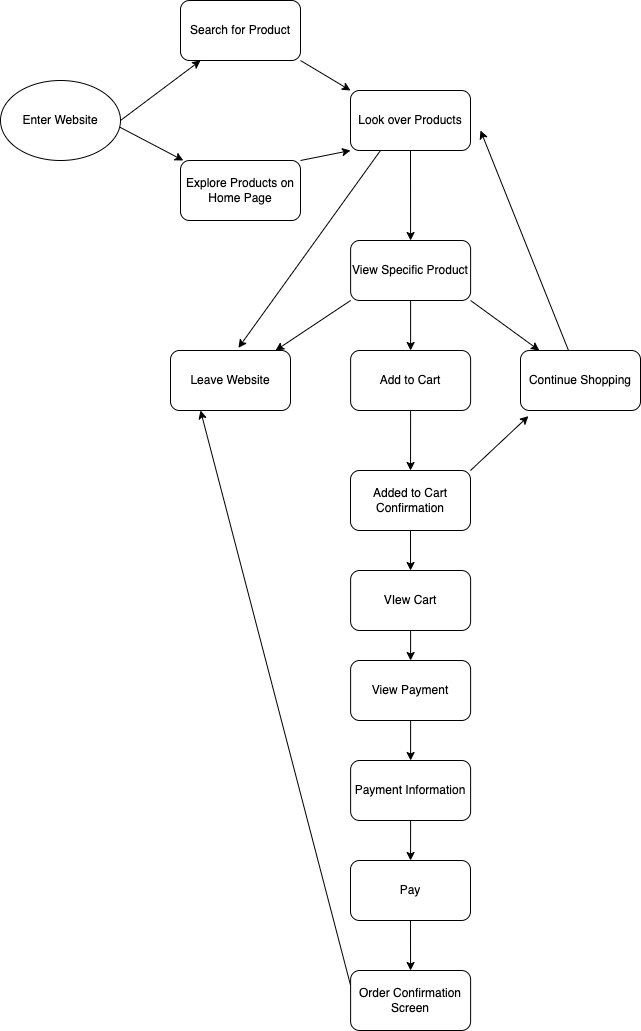 Search for Product
Enter Website
Look over Products
Explore Products on
Home Page
View Specific Product
Leave Website
Add to Cart
Continue Shopping
Added to Cart
Confirmation
VIew Cart
View Payment
Payment Information
Pay
Order Confirmation
Screen